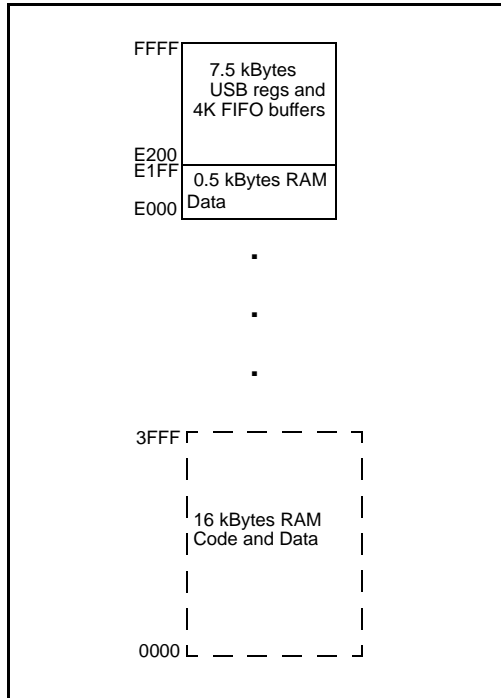 FFFF
7.5 kBytes
USB regs and
4K FIFO buffers
E200
E1FF
0.5 kBytes RAM
Data
E000
3FFF
16 kBytes RAM
Code and Data
0000